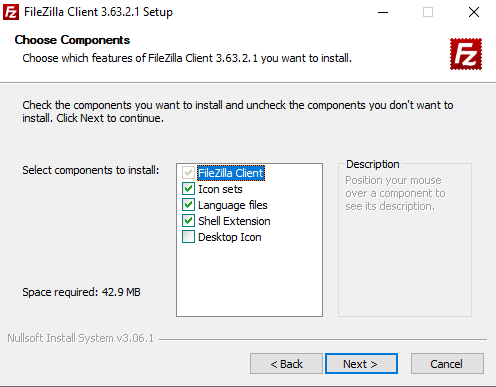 FileZilla Client 3.63.2.1 Setup
Choose Components
Choose which features of FileZilla Client 3.63.2.1 you want to install.
Check the components you want to install and uncheck the components you don't want to
install. Click Next to continue.
Select components to install:
FileZilla Client
Icon sets
Language files
Shell Extension
Desktop Icon
Description
Position your mouse
over a component to
see its description.
Space required: 42.9 MB
Nullsoft Install System v3.06.1
< Back
Next >
Cancel